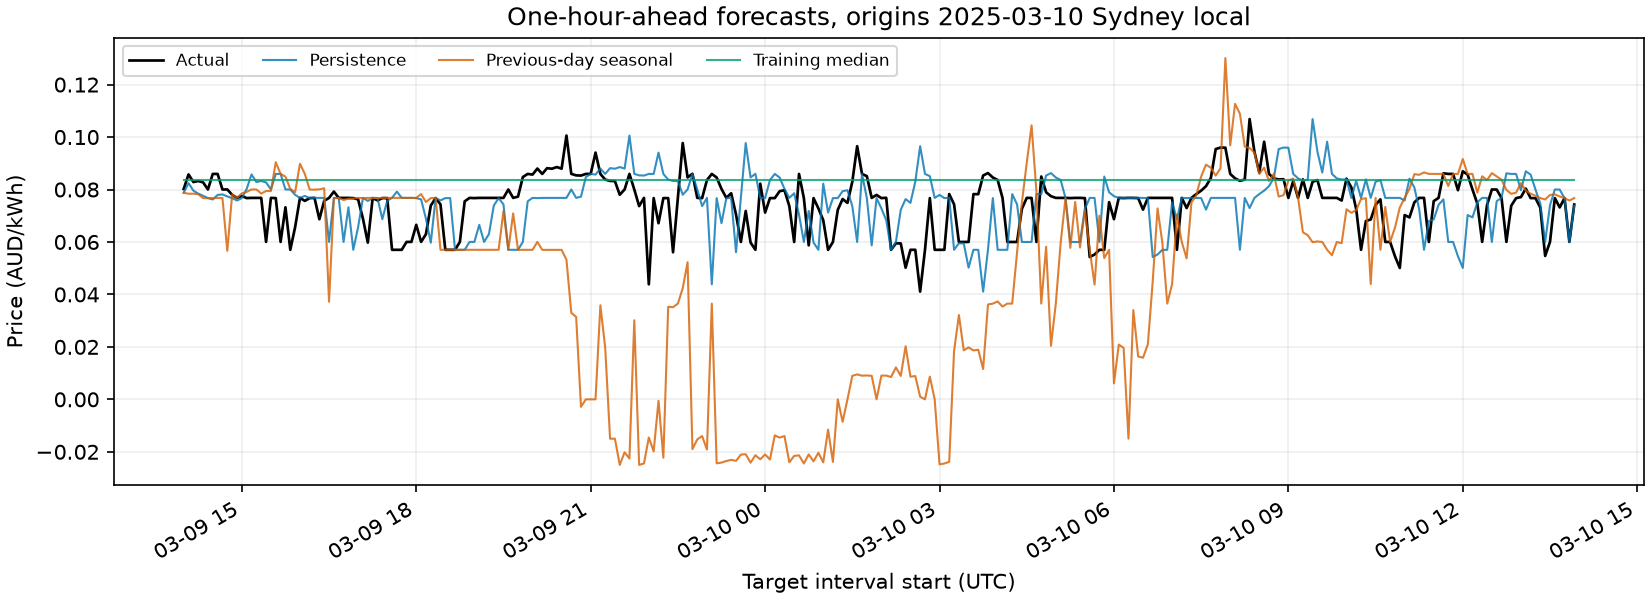 One-hour-ahead forecasts, origins 2025-03-10 Sydney local
Actual Persistence Previous-day seasonal Training median
Price (AUD/kWh)
0.12
0.10
0.08
0.06
0.04
0.02
0.00
−0.02
03-09 15 03-09 18 03-09 21 03-10 00 03-10 03 03-10 06 03-10 09 03-10 12 03-10 15
Target interval start (UTC)